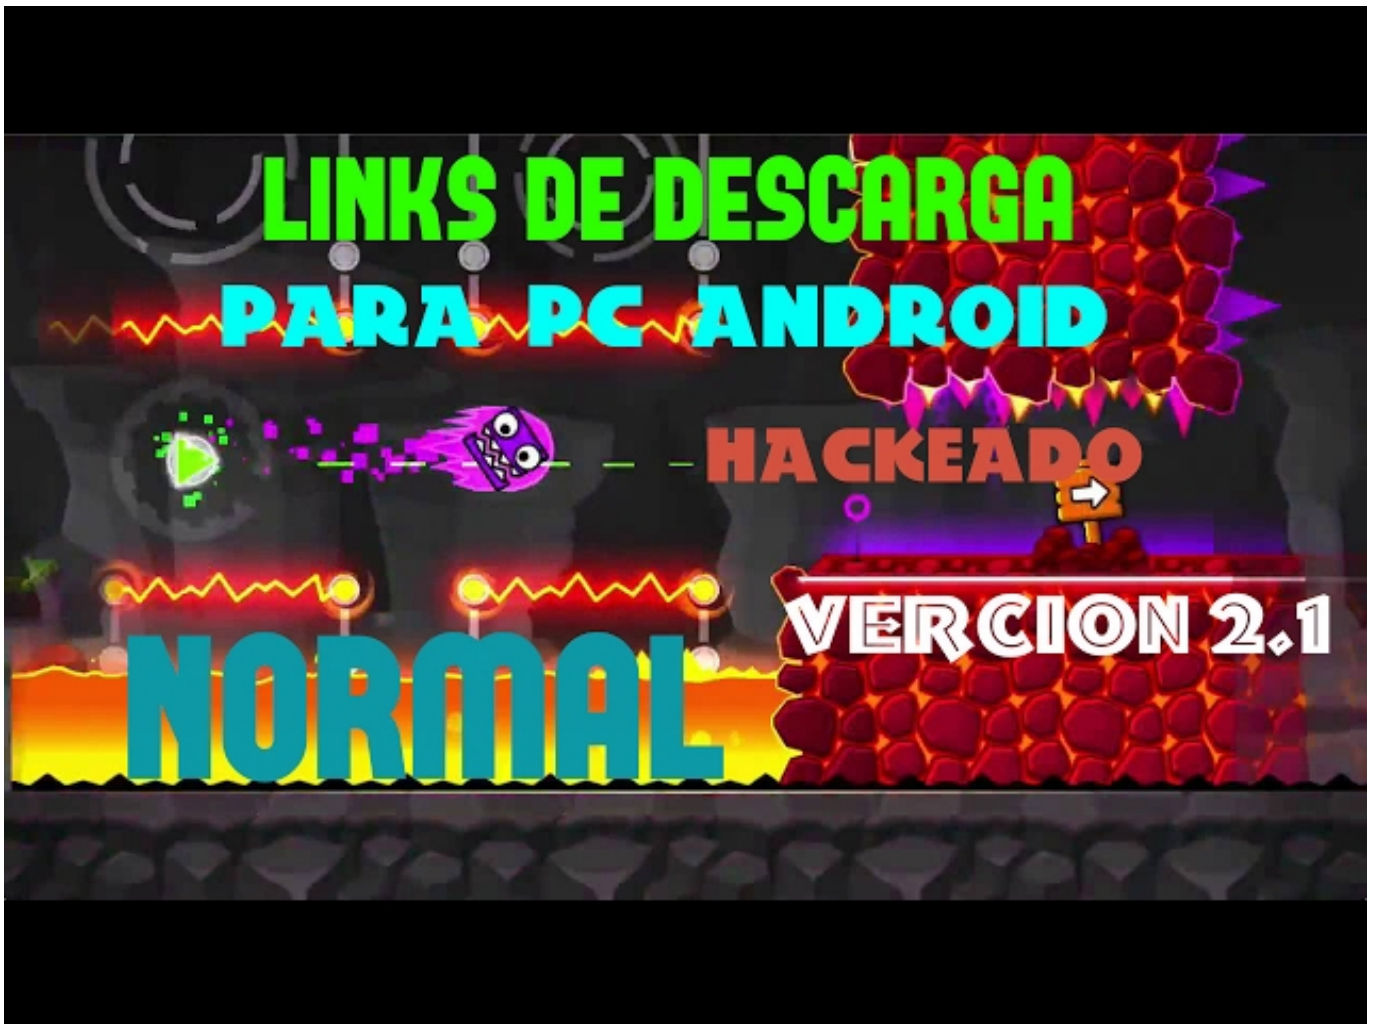 LINKS DE DESCARGA
PARA PC ANDROID
HACKEADO
VERCION 2.1
NORMAL